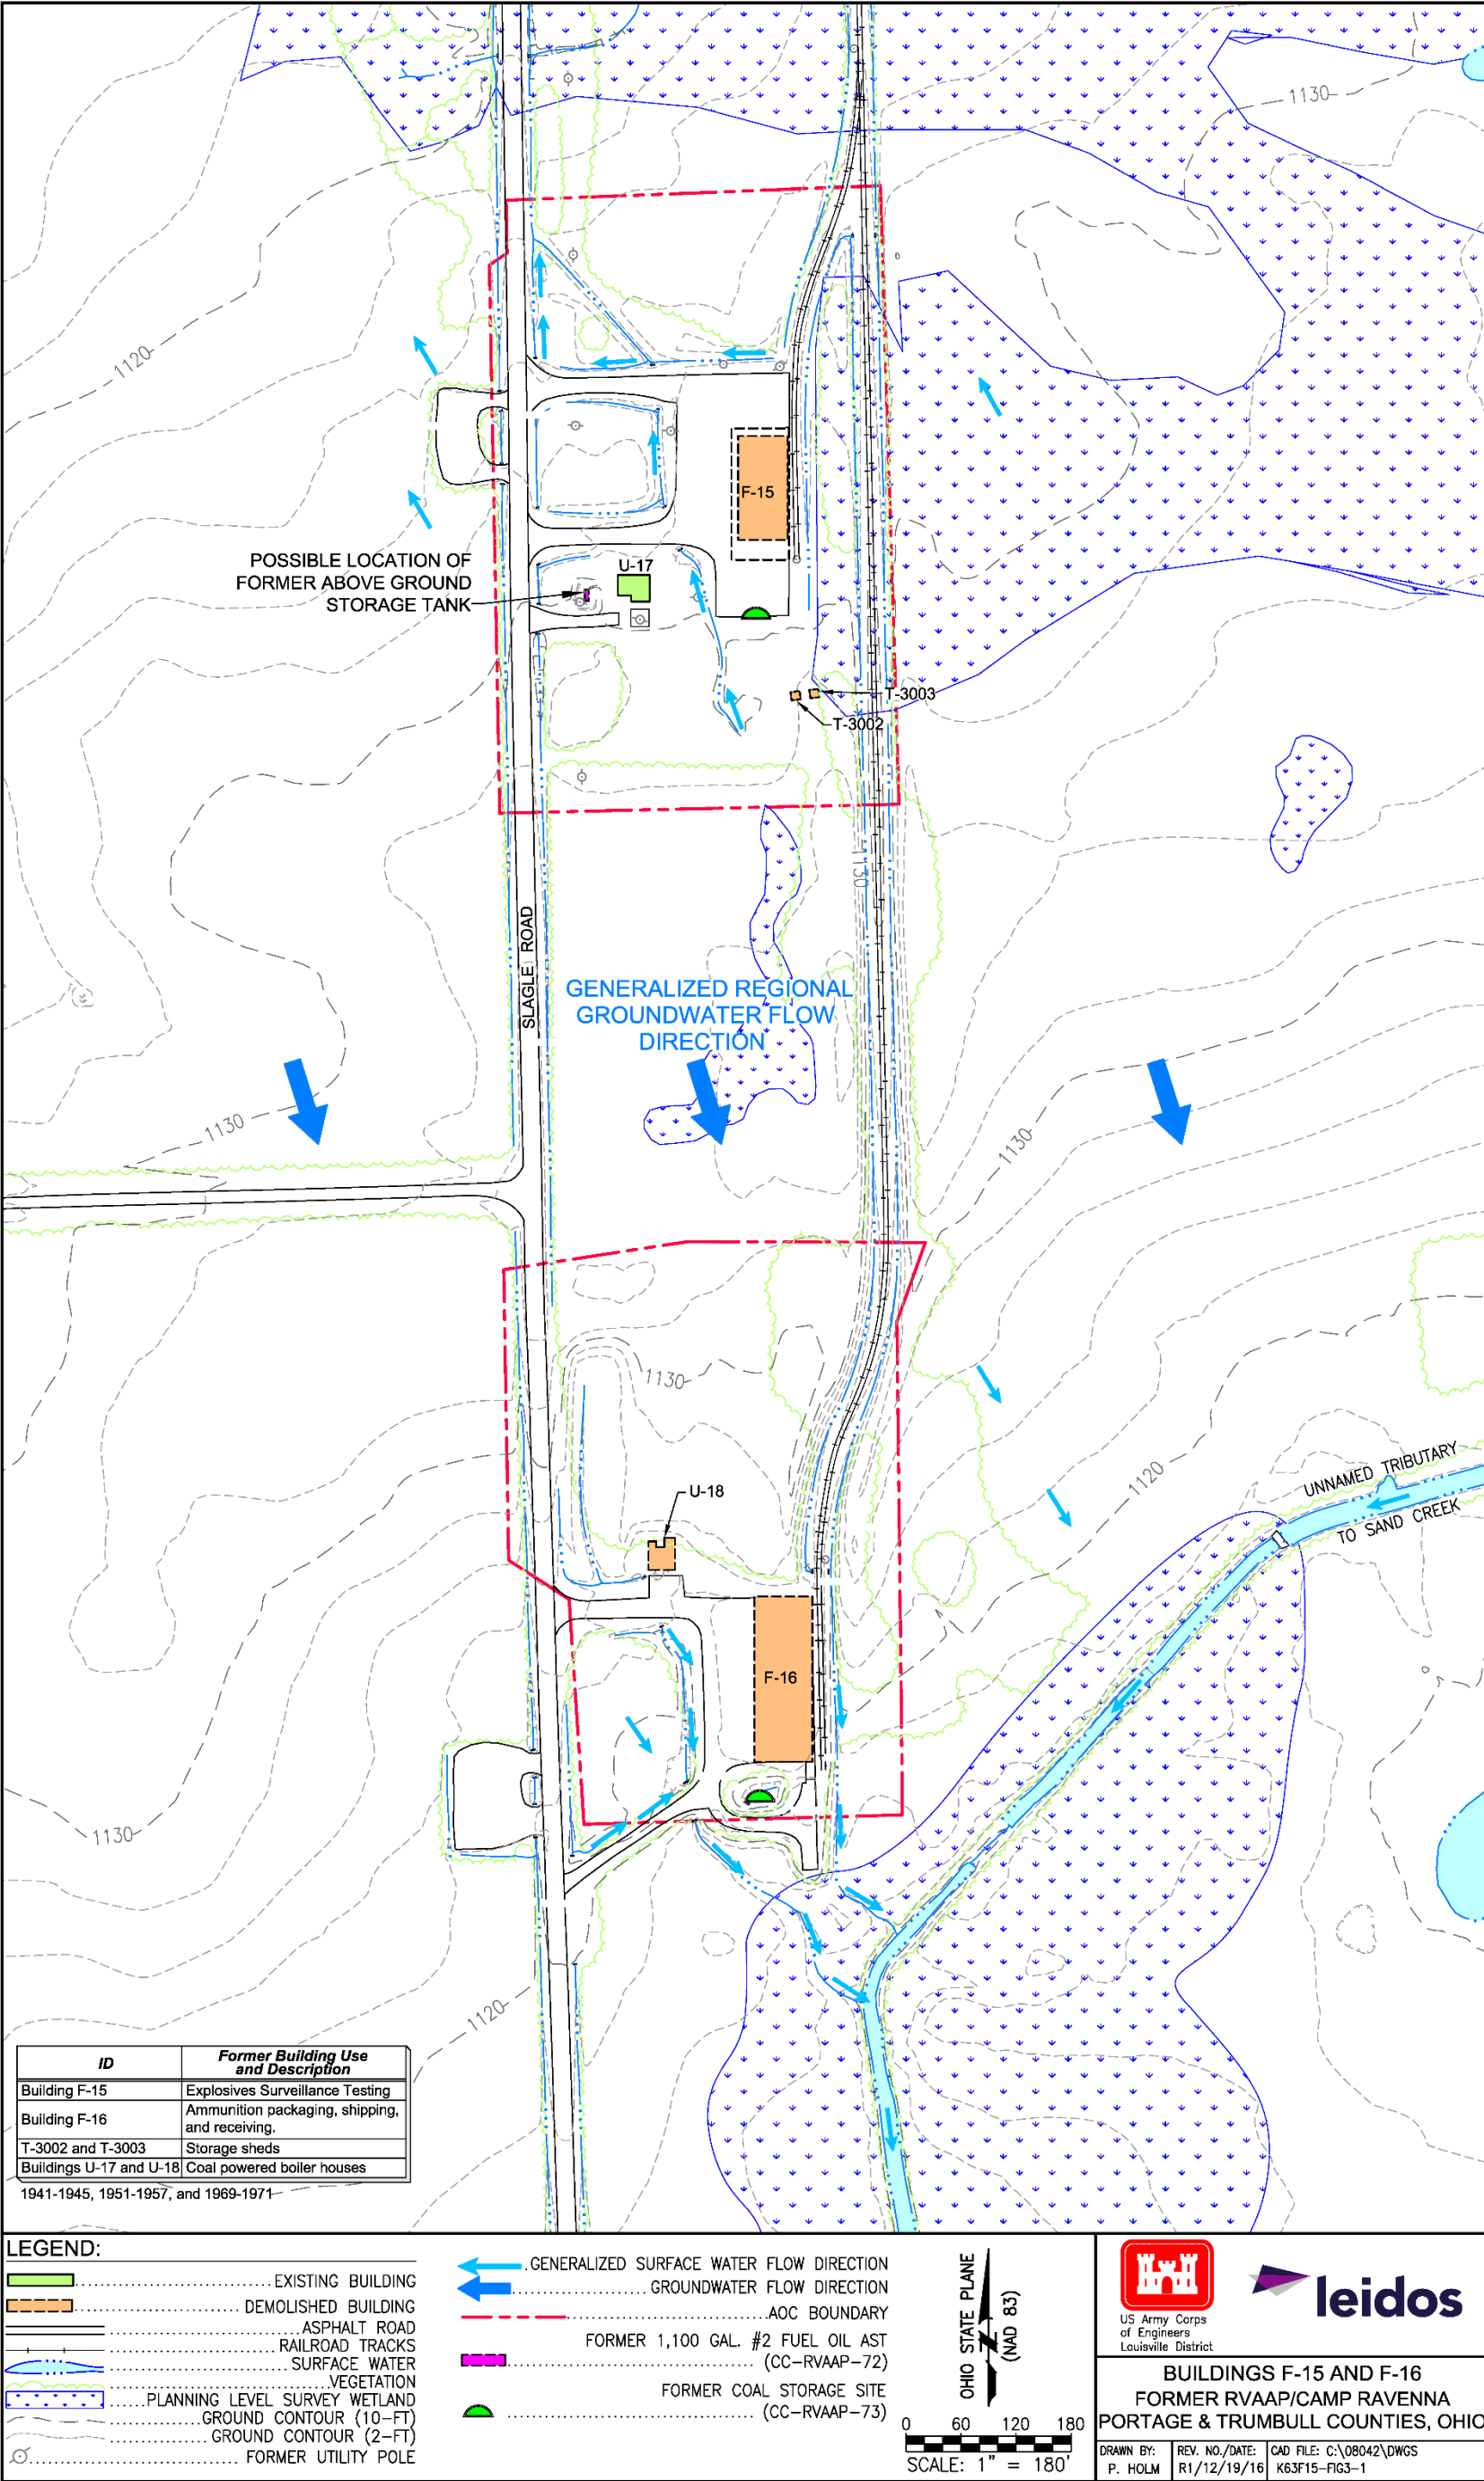 1130
1120
F-15
POSSIBLE LOCATION OF
FORMER ABOVE GROUND
STORAGE TANK
U-17
T-3003
T-3002
1130
SLAGLE ROAD
GENERALIZED REGIONAL
GROUNDWATER FLOW
DIRECTION
1130
1130
1130
U-18
1120
UNNAMED TRIBUTARY
TO SAND CREEK
F-16
1130
1120
ID Former Building Use
and Description
Building F-15 Explosives Surveillance Testing
Building F-16 Ammunition packaging, shipping,
and receiving.
T-3002 and T-3003 Storage sheds
Buildings U-17 and U-18 Coal powered boiler houses
1941-1945, 1951-1957, and 1969-1971
LEGEND:
EXISTING BUILDING
DEMOLISHED BUILDING
ASPHALT ROAD
RAILROAD TRACKS
SURFACE WATER
VEGETATION
PLANNING LEVEL SURVEY WETLAND
GROUND CONTOUR (10-FT)
GROUND CONTOUR (2-FT)
FORMER UTILITY POLE
GENERALIZED SURFACE WATER FLOW DIRECTION
GROUNDWATER FLOW DIRECTION
AOC BOUNDARY
FORMER 1,100 GAL. #2 FUEL OIL AST
(CC-RVAAP-72)
FORMER COAL STORAGE SITE
(CC-RVAAP-73)
OHIO STATE PLANE
(NAD 83)
N
0 60 120 180
SCALE: 1" = 180'
US Army Corps
of Engineers
Louisville District
leidos
BUILDINGS F-15 AND F-16
FORMER RVAAP/CAMP RAVENNA
PORTAGE & TRUMBULL COUNTIES, OHIO
DRAWN BY:
P. HOLM
REV. NO./DATE:
R1/12/19/16
CAD FILE: C:\08042\DWGS
K63F15-FIG3-1